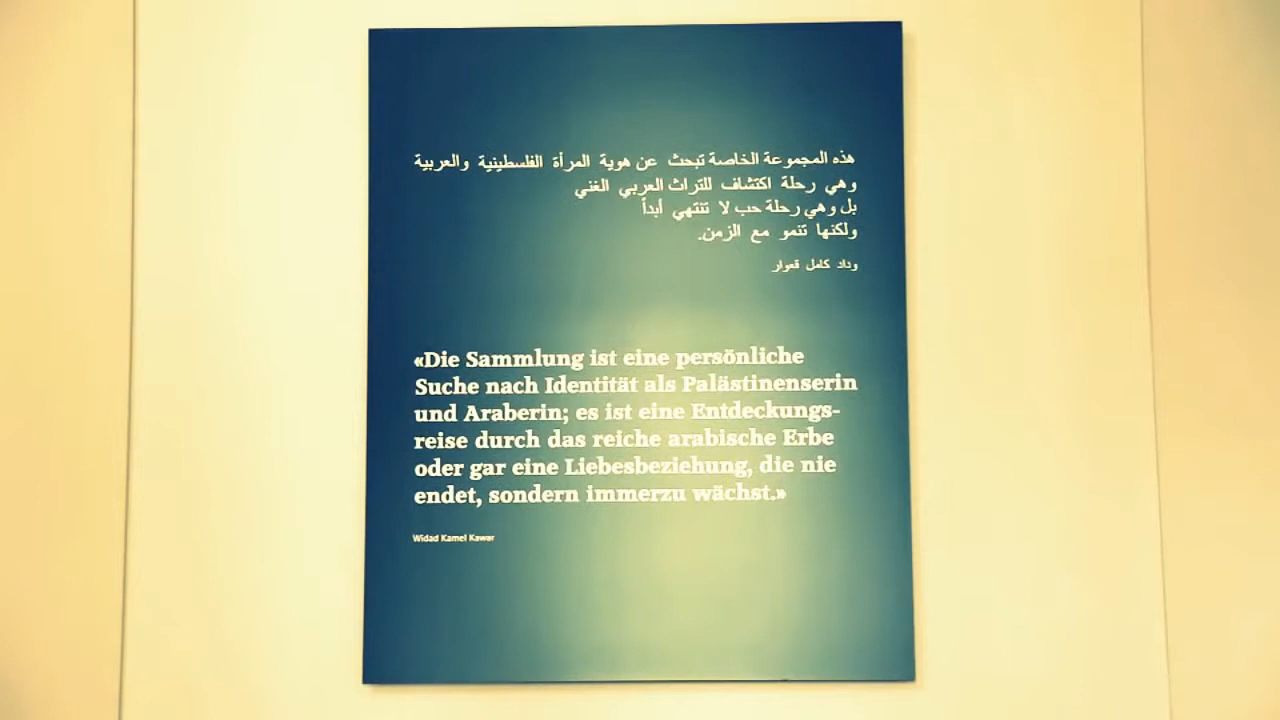 هذه المجموعة الخاصة تبحث عن هوية المرأة الفلسطينية والعربية
وهي رحلة اكتشاف للتراث العربي الغني
بل وهي رحلة حب لا تنتهي أبداً
ولكنها تنمو مع الزمن.
وداد كامل قعوار
«Die Sammlung ist eine persönliche
Suche nach Identität als Palästinenserin
und Araberin; es ist eine Entdeckungs-
reise durch das reiche arabische Erbe
oder gar eine Liebesbeziehung, die nie
endet, sondern immerzu wächst.»
Widad Kamel Kawar